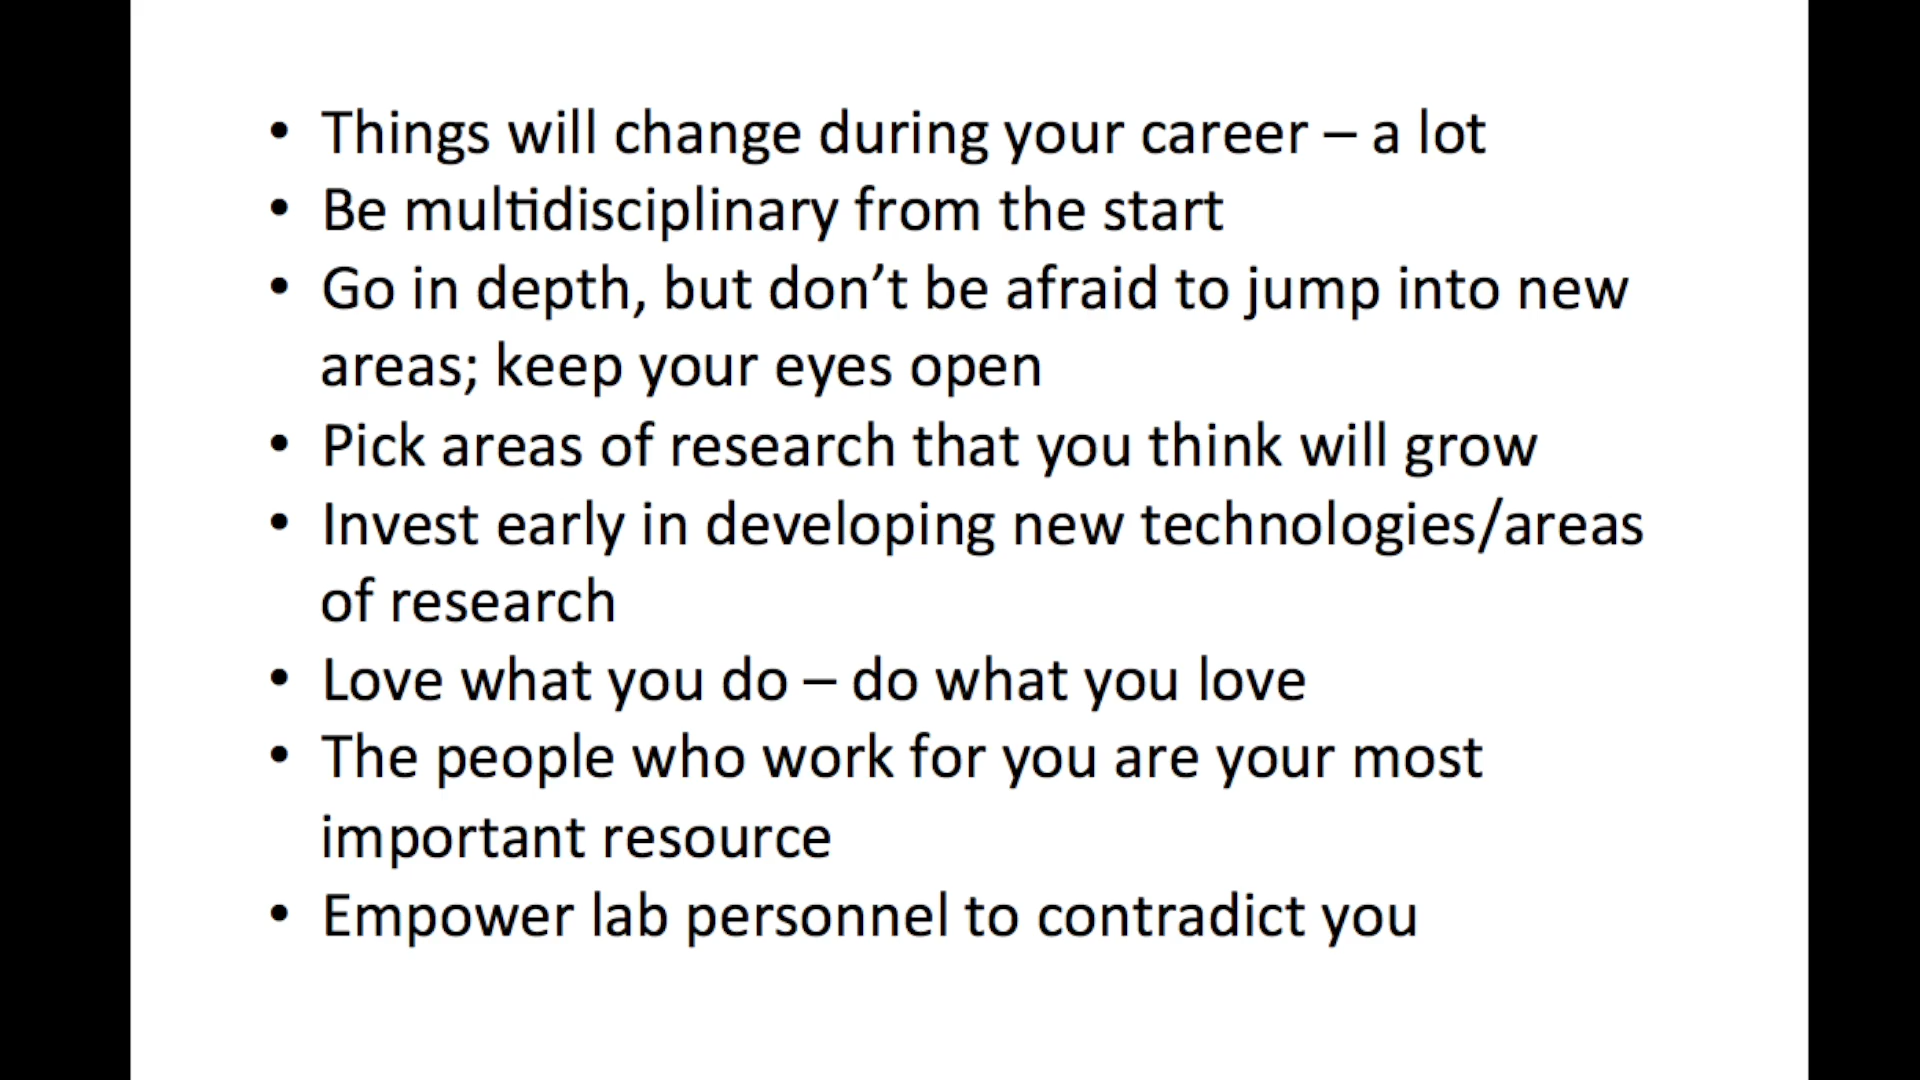 • Things will change during your career – a lot
• Be multidisciplinary from the start
• Go in depth, but don’t be afraid to jump into new
areas; keep your eyes open
• Pick areas of research that you think will grow
• Invest early in developing new technologies/areas
of research
• Love what you do – do what you love
• The people who work for you are your most
important resource
• Empower lab personnel to contradict you